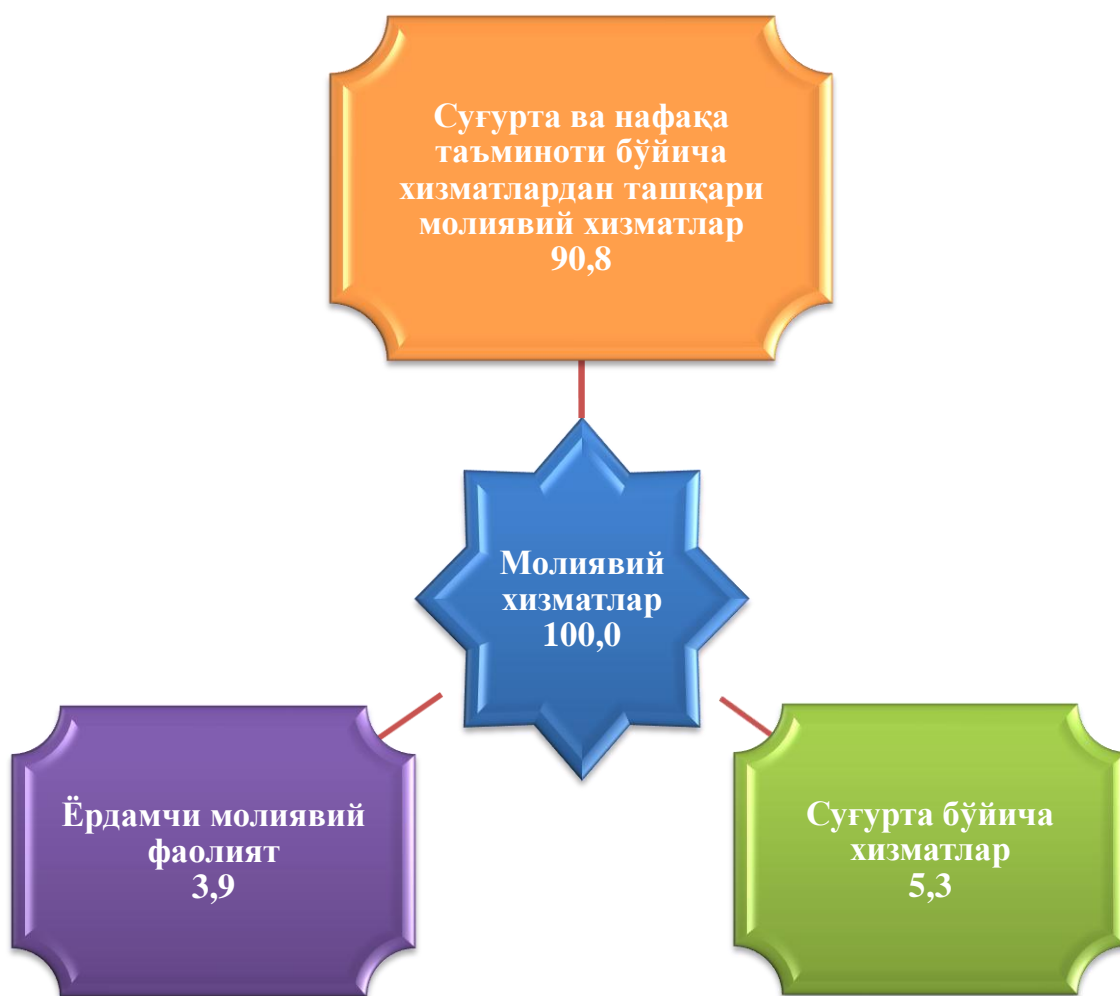 Суғурта ва нафақа
таъминоти бўйича
хизматлардан ташқари
молиявий хизматлар
90,8
Молиявий
хизматлар
100,0
Ёрдамчи молиявий
фаолият
3,9
Суғурта бўйича
хизматлар
5,3